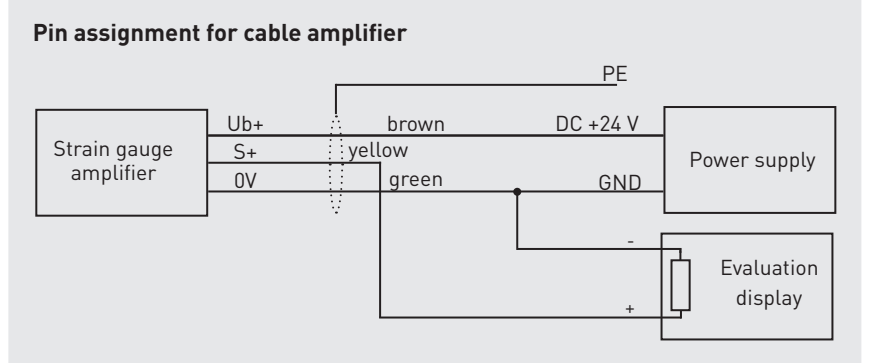 Pin assignment for cable amplifier
PE
Ub+ brown DC +24 V
Strain gauge
amplifier
S+ yellow
Power supply
0V green GND
-
Evaluation
display
+